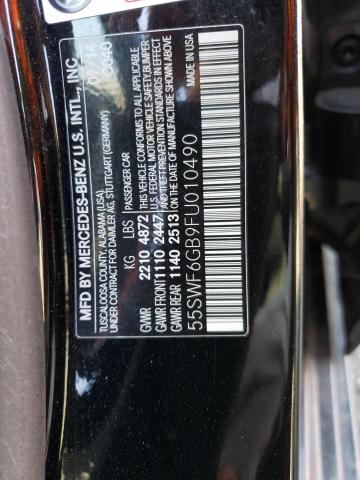 MFD BY MERCEDES-BENZ U.S. INTL., INC.
TUSCALOOSA COUNTY, ALABAMA (USA)
UNDER CONTRACT FOR DAIMLER AG, STUTTGART (GERMANY)
KG LBS PASSENGER CAR
GVWR 2210 4872 THIS VEHICLE CONFORMS TO ALL APPLICABLE
GAWR FRONT 1110 2447 U.S. FEDERAL MOTOR VEHICLE SAFETY, BUMPER
GAWR REAR 1140 2513 AND THEFT PREVENTION STANDARDS IN EFFECT
ON THE DATE OF MANUFACTURE SHOWN ABOVE
MADE IN USA
55SWF6GB9FU010490